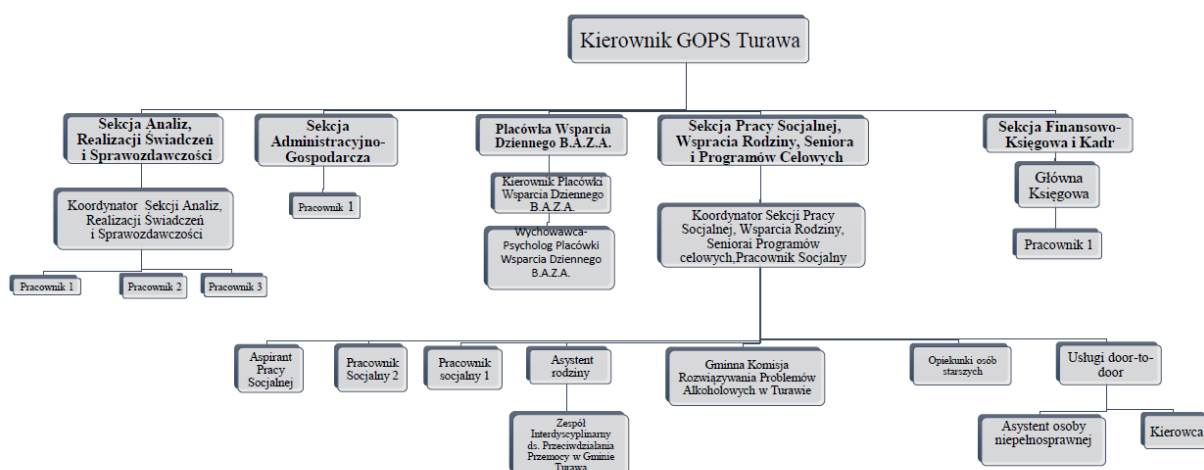 Kierownik GOPS Turawa
Sekcja Analiz,
Realizacji Świadczeń
i Sprawozdawczości
Sekcja
Administracyjno-
Gospodarcza
Placówka Wsparcia
Dziennego B.A.Z.A.
Sekcja Pracy Socjalnej,
Wspracia Rodziny, Seniora
i Programów Celowych
Sekcja Finansowo-
Księgowa i Kadr
Koordynator Sekcji Analiz,
Realizacji Świadczeń
i Sprawozdawczości
Pracownik 1
Kierownik Placówki
Wsparcia Dziennego
B.A.Z.A.
Wychowawca-
Psycholog Placówki
Wsparcia Dziennego
B.A.Z.A.
Koordynator Sekcji Pracy
Socjalnej, Wsparcia Rodziny,
Seniorai Programów
celowych,Pracownik Socjalny
Główna
Księgowa
Pracownik 1
Pracownik 1
Pracownik 2
Pracownik 3
Aspirant
Pracy
Socjalnej
Pracownik
Socjalny 2
Pracownik
socjalny 1
Asystent
rodziny
Gminna Komisja
Rozwiązywania Problemów
Alkoholowych w Turawie
Opiekunki osób
starszych
Usługi door-to-
door
Zespół
Interdyscyplinarny
ds. Przeciwdziałania
Przemocy w Gminie
Turawa
Asystent osoby
niepełnosprawnej
Kierowca